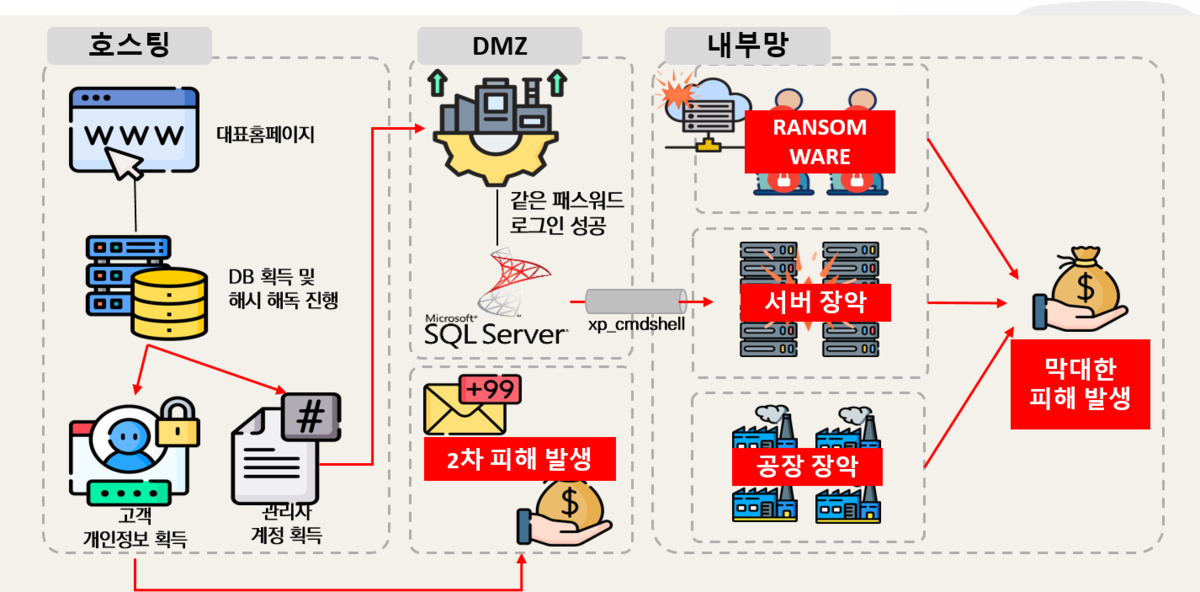 호스팅
WWW
대표홈페이지
DB 획득 및
해시 해독 진행
고객
개인정보 획득
#
관리자
계정 획득
DMZ
같은 패스워드
로그인 성공
Microsoft®
SQL Server®
xp_cmdshell
+99
2차 피해 발생
$
내부망
RANSOM
WARE
서버 장악
공장 장악
$
막대한
피해 발생